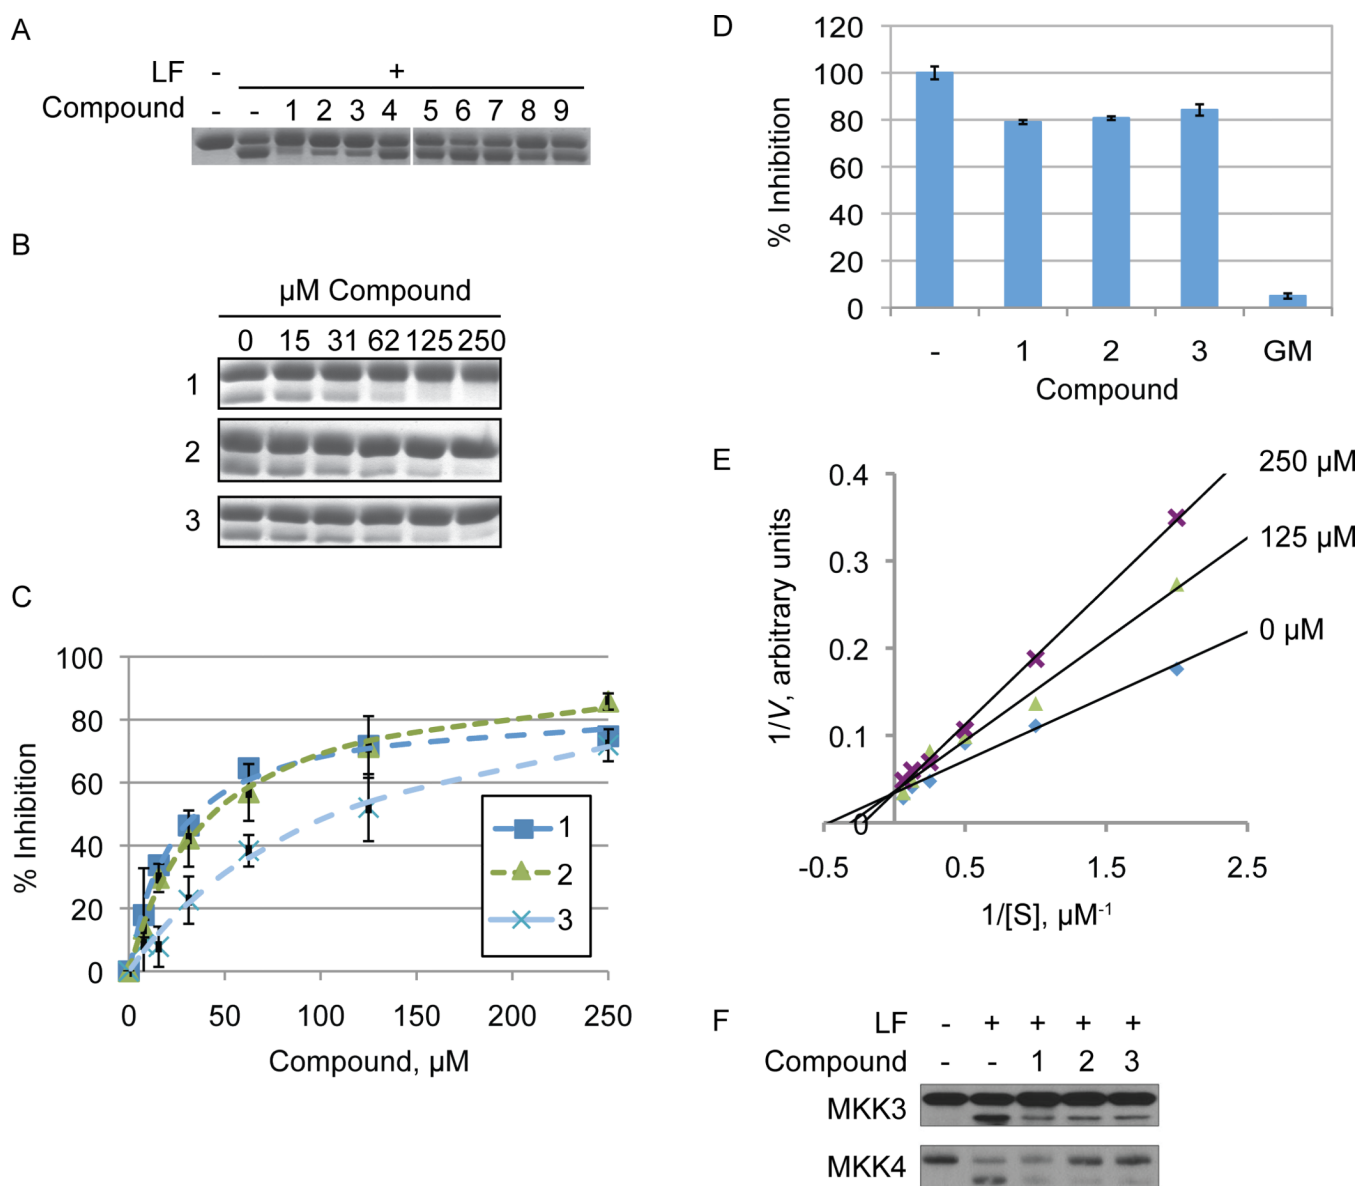 A
LF - +
Compound - - 1 2 3 4 5 6 7 8 9
B
µM Compound
0 15 31 62 125 250
1
2
3
C
% Inhibition
100
80
60
40
20
0
1
2
3
0 50 100 150 200 250
Compound, µM
D
% Inhibition
120
100
80
60
40
20
0
- 1 2 3 GM
Compound
E
1/V, arbitrary units
0.4
0.3
0.2
0.1
0
250 µM
125 µM
0 µM
-0.5 0.5 1.5 2.5
1/[S], µM-1
F
LF - + + + +
Compound - - 1 2 3
MKK3
MKK4